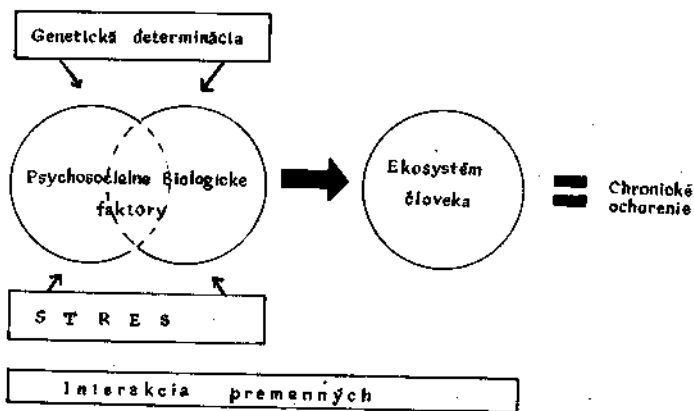 Genetická determinácia
Psychosociálne Biologické
faktory
Ekosystém
človeka
Chronické
ochorenie
S T R E S
Interakcia premenných